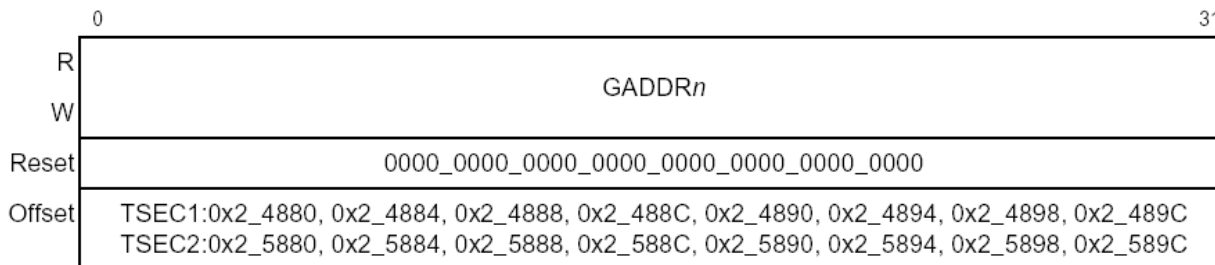 0 31
R
GADDRn
W
Reset 0000_0000_0000_0000_0000_0000_0000_0000
Offset TSEC1:0x2_4880, 0x2_4884, 0x2_4888, 0x2_488C, 0x2_4890, 0x2_4894, 0x2_4898, 0x2_489C
TSEC2:0x2_5880, 0x2_5884, 0x2_5888, 0x2_588C, 0x2_5890, 0x2_5894, 0x2_5898, 0x2_589C